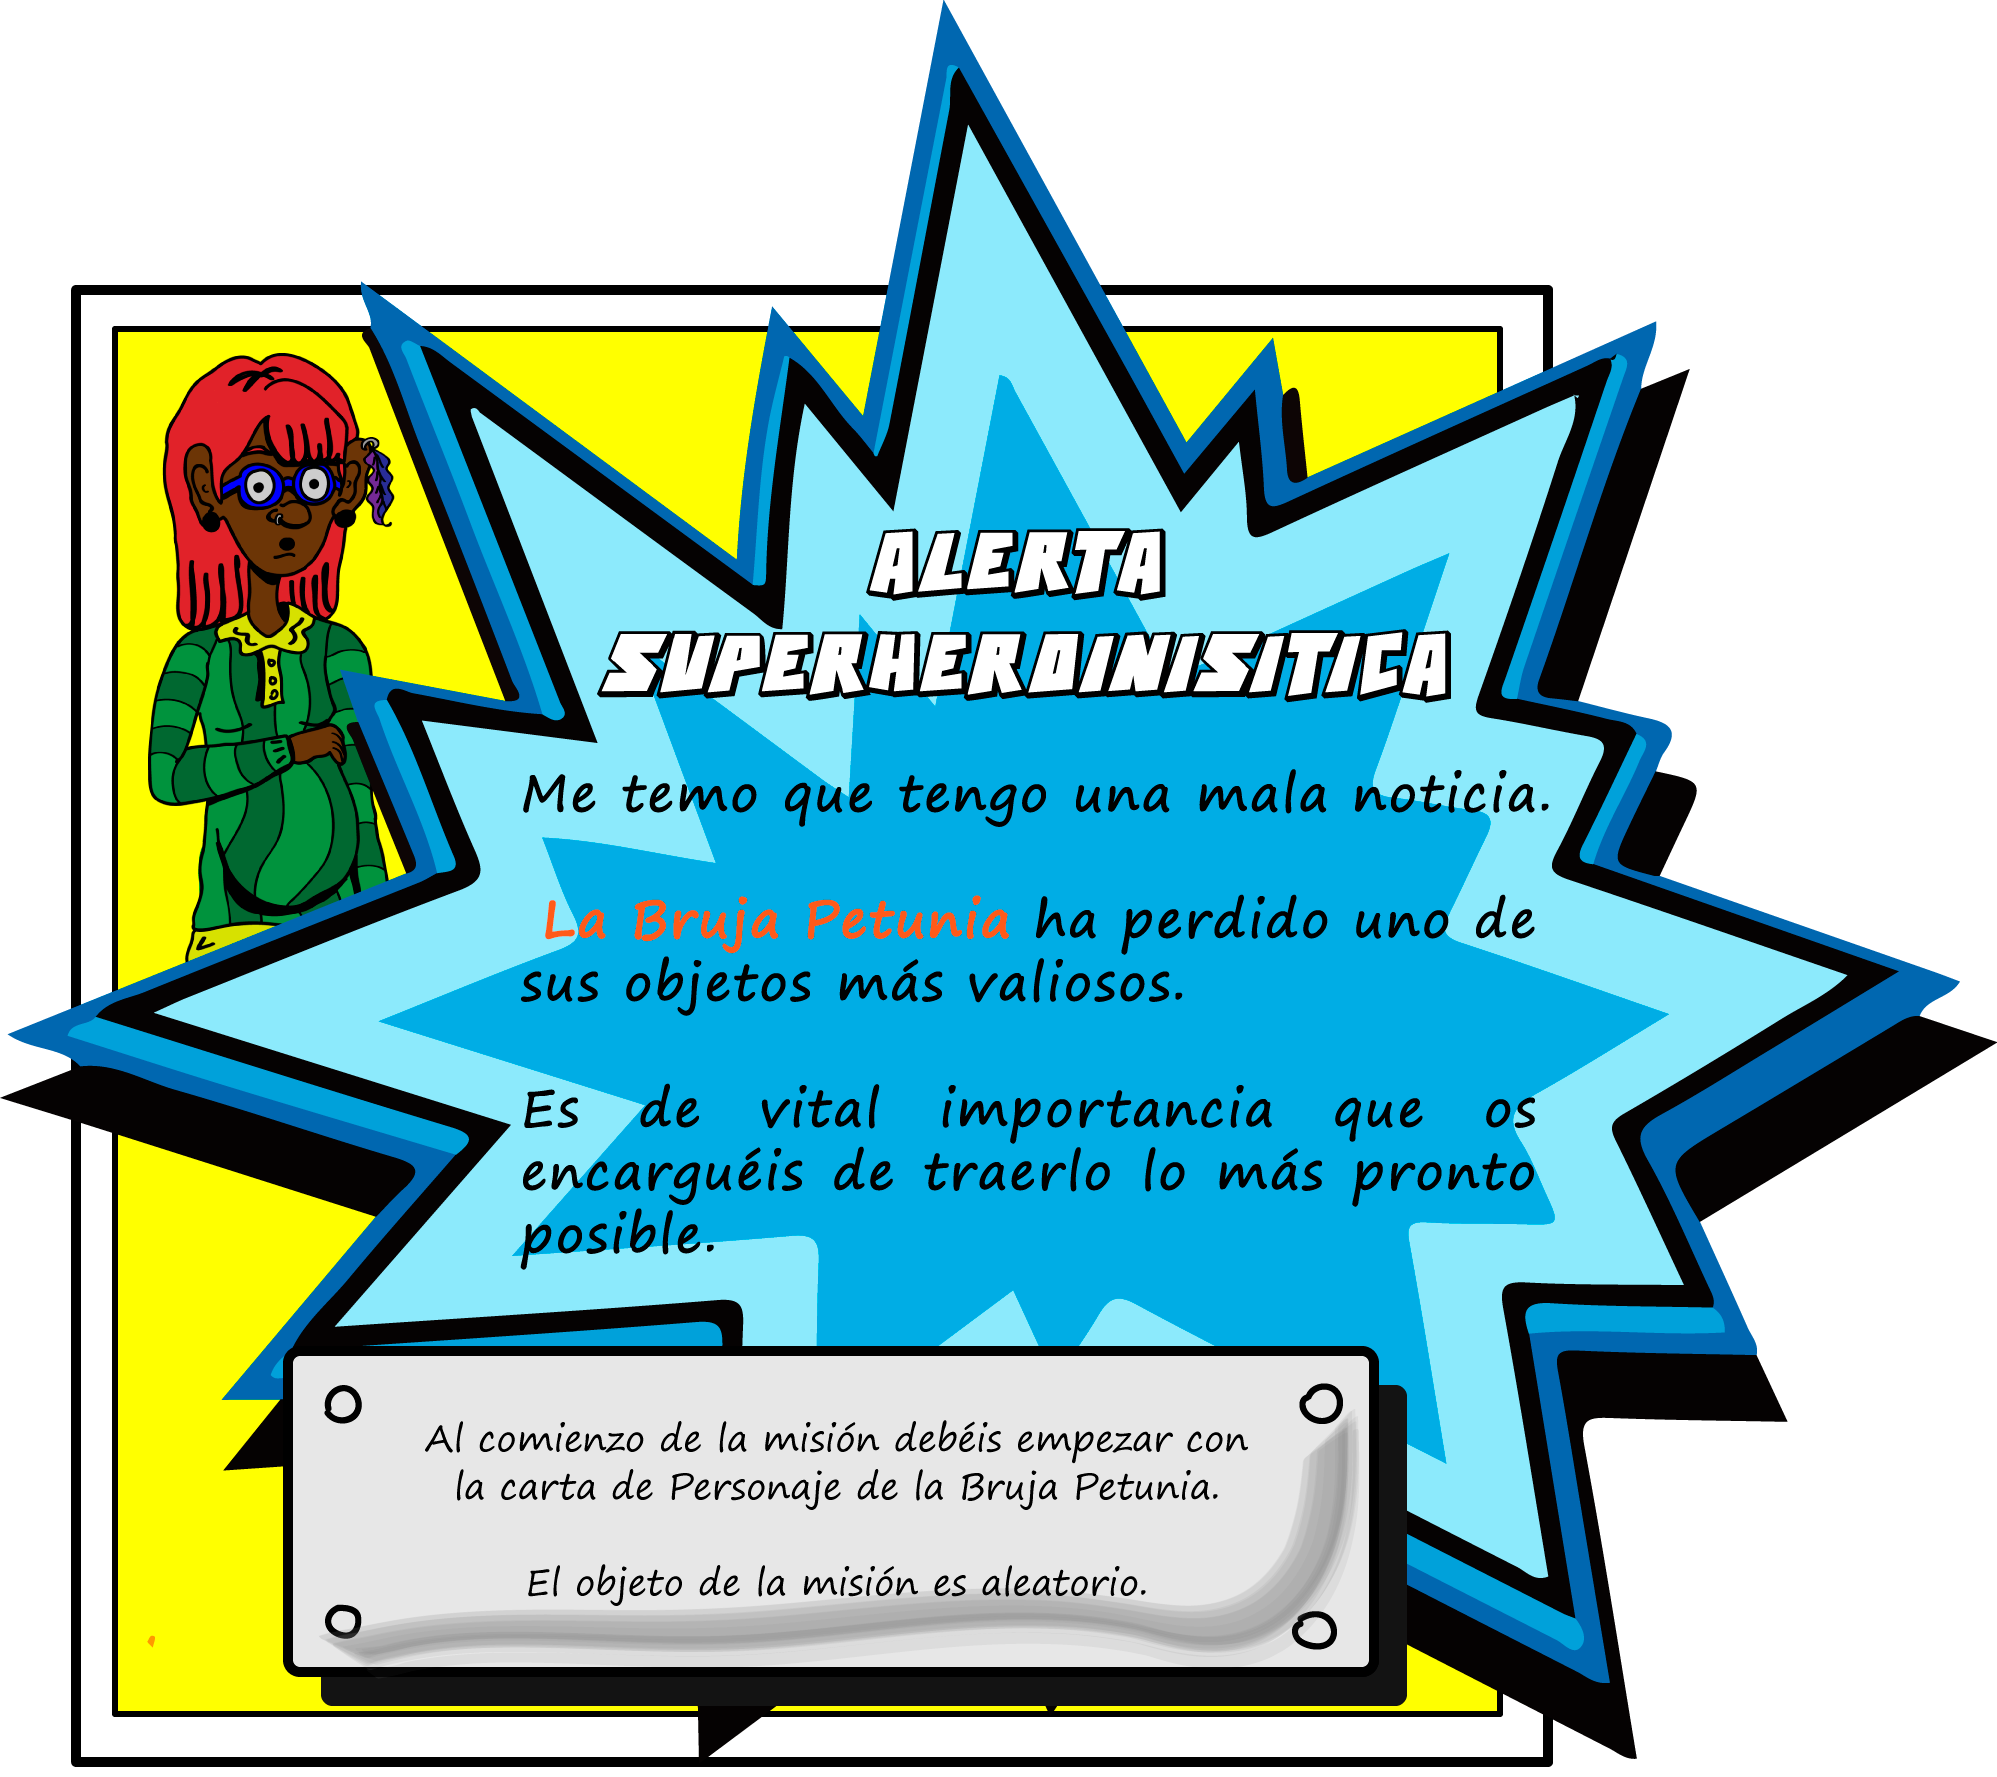 ALERTA
SUPERHEROINISITICA
Me temo que tengo una mala noticia.
La Bruja Petunia ha perdido uno de
sus objetos más valiosos.
Es de vital importancia que os
encarguéis de traerlo lo más pronto
posible.
Al comienzo de la misión debéis empezar con
la carta de Personaje de la Bruja Petunia.
El objeto de la misión es aleatorio.